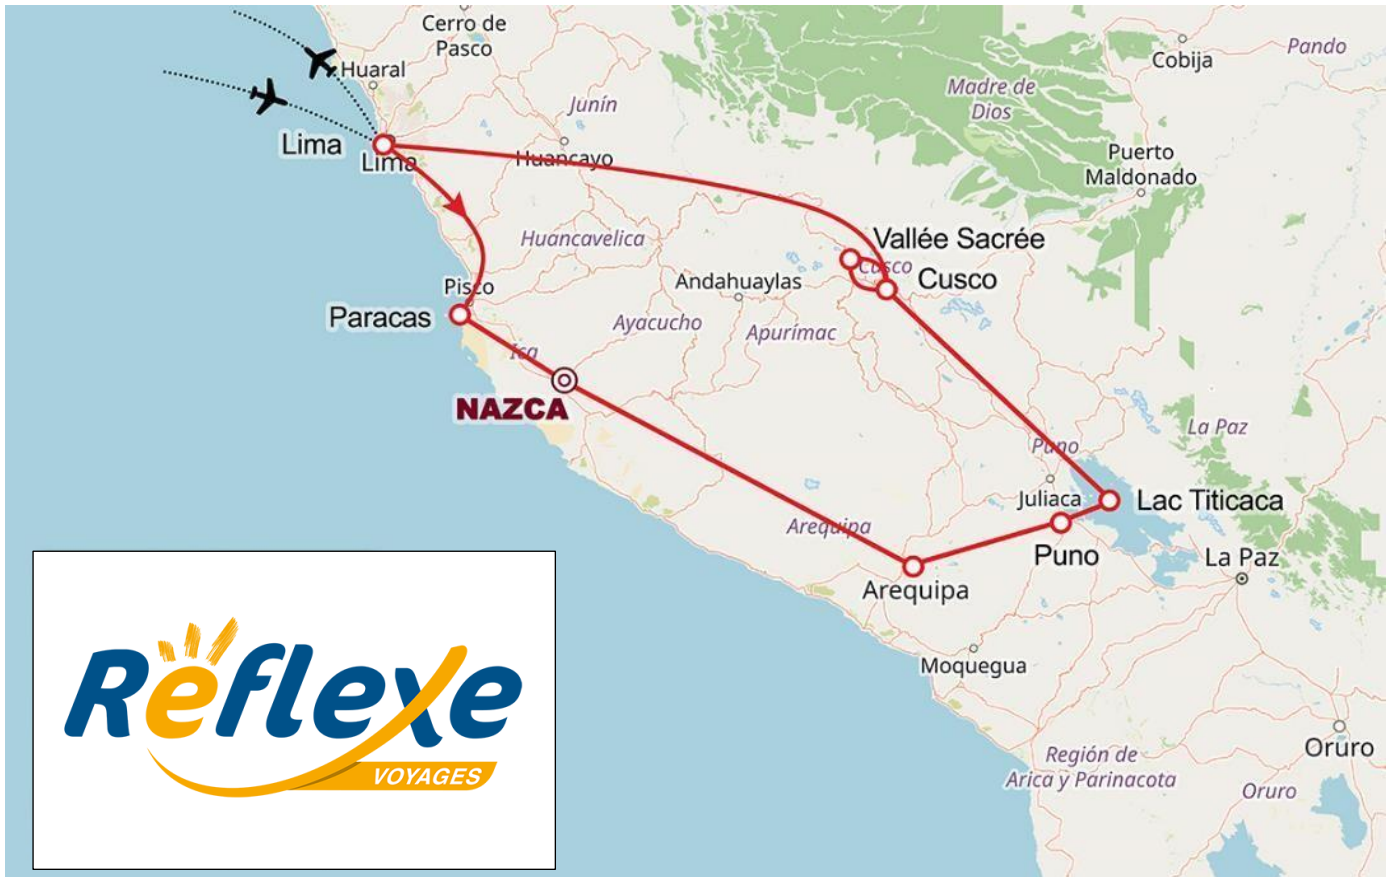 Cerro de
Pasco
Cobija
Pando
Huaral
Madre de
Dios
Junín
Lima
Lima
Huancayo
Puerto
Maldonado
Huancavelica
Vallée Sacrée
Cusco
Cusco
Andahuaylas
Pisco
Paracas
Ayacucho
Apurímac
Ica
NAZCA
La Paz
Puno
Juliaca
Lac Titicaca
Arequipa
Puno
La Paz
Arequipa
Moquegua
Réflexe
VOYAGES
Región de
Arica y Parinacota
Oruro
Oruro